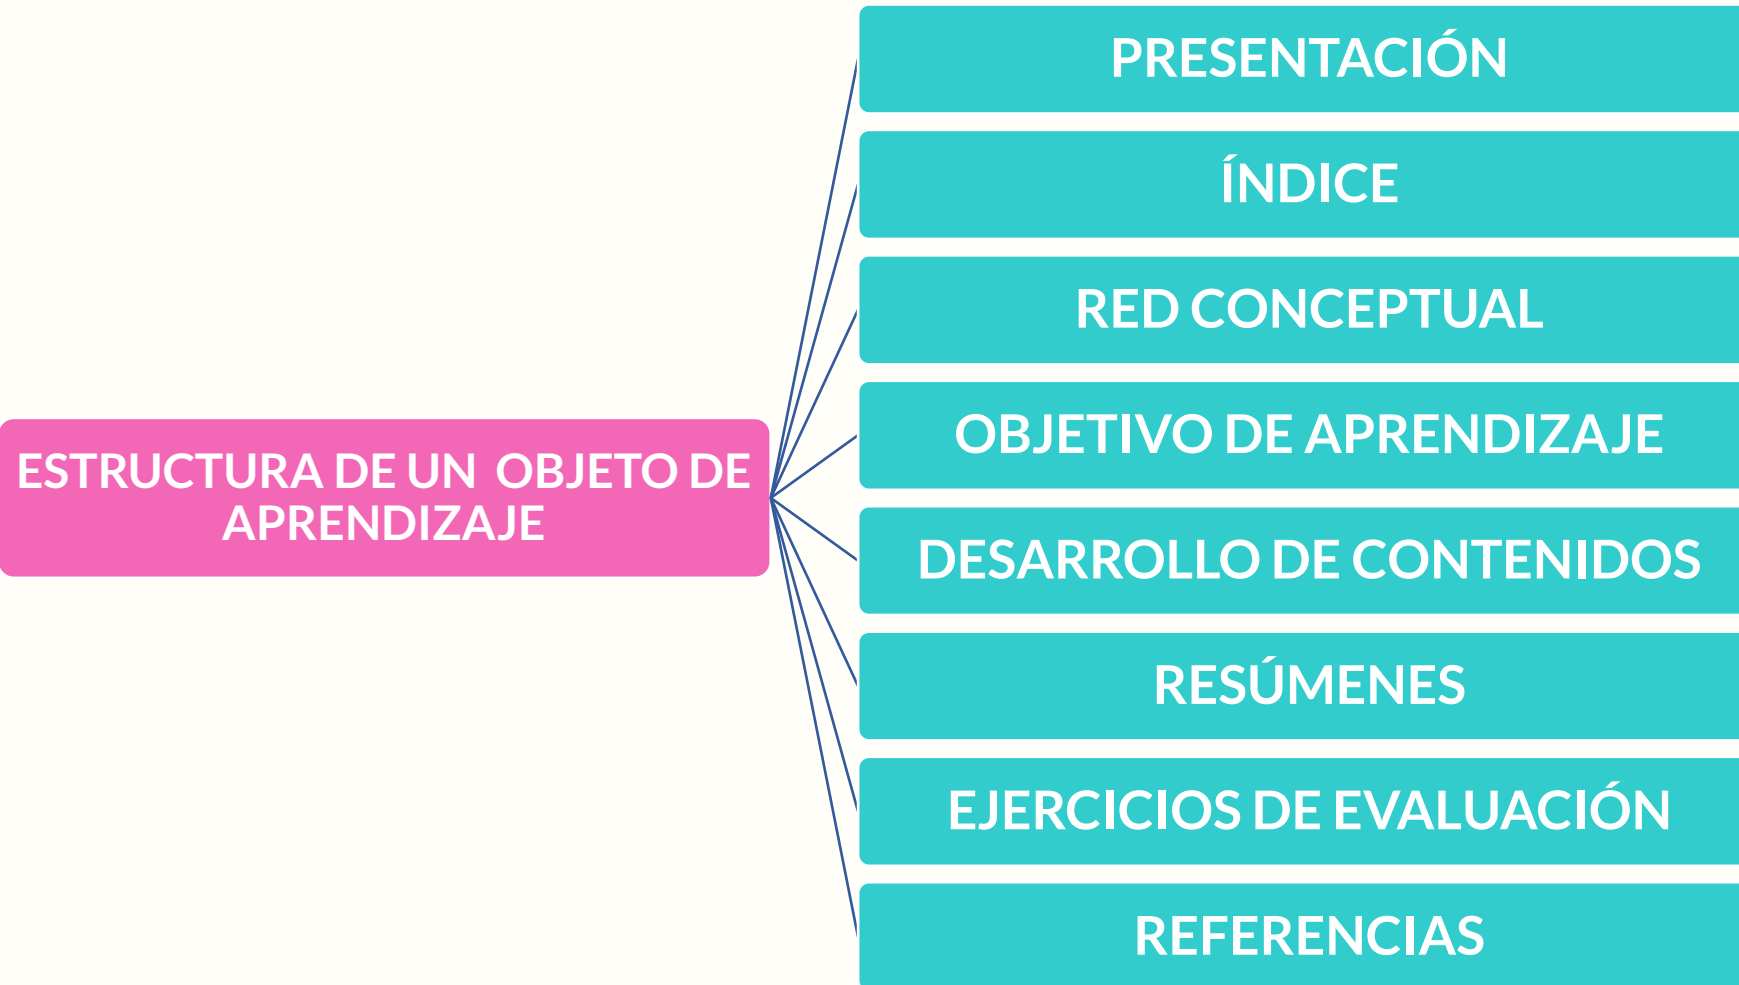 ESTRUCTURA DE UN OBJETO DE
APRENDIZAJE
PRESENTACIÓN
ÍNDICE
RED CONCEPTUAL
OBJETIVO DE APRENDIZAJE
DESARROLLO DE CONTENIDOS
RESÚMENES
EJERCICIOS DE EVALUACIÓN
REFERENCIAS